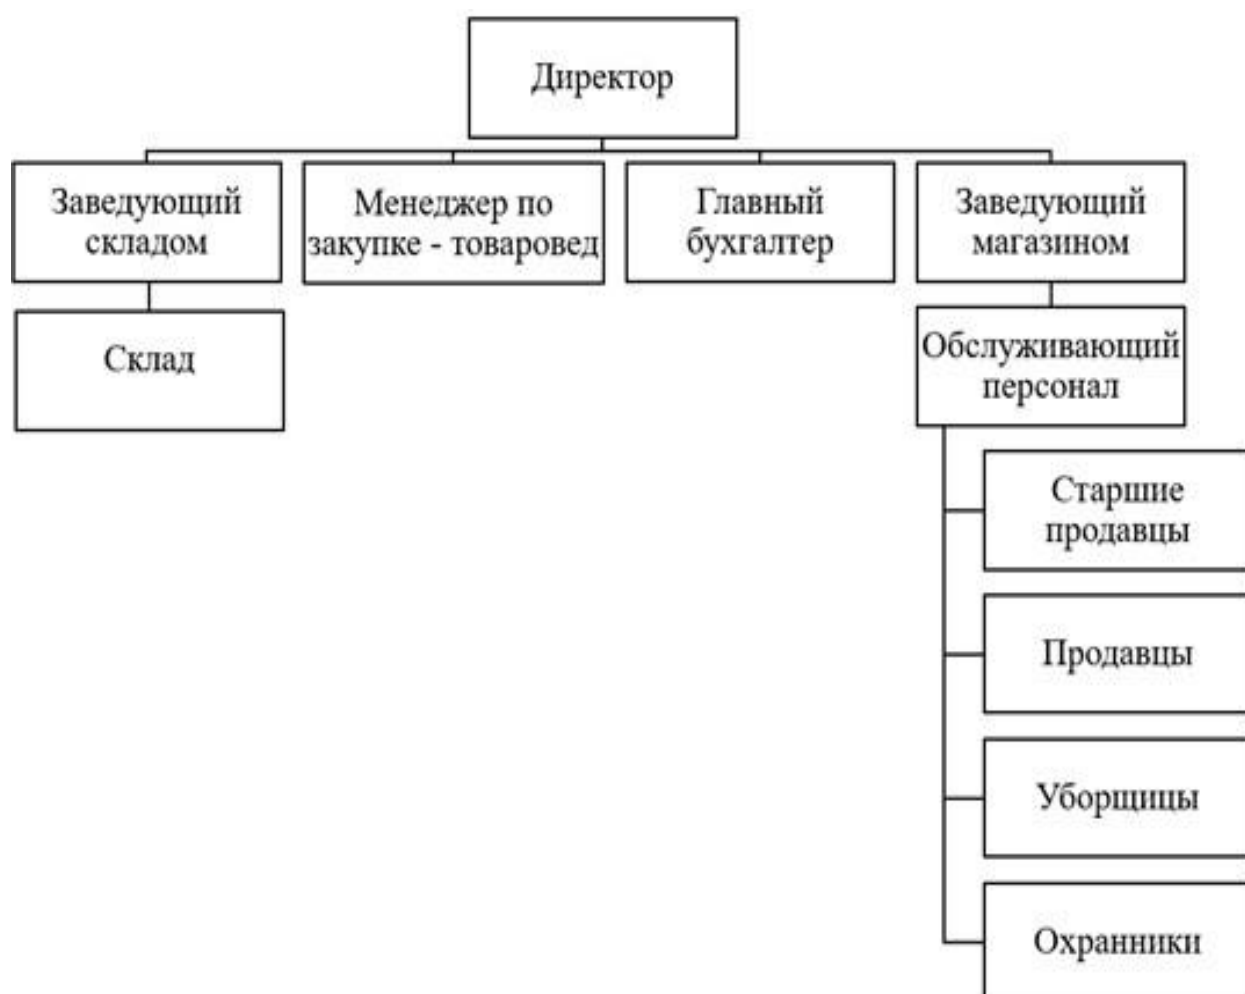 Директор
Заведующий
складом
Менеджер по
закупке - товаровед
Главный
бухгалтер
Заведующий
магазином
Склад
Обслуживающий
персонал
Старшие
продавцы
Продавцы
Уборщицы
Охранники